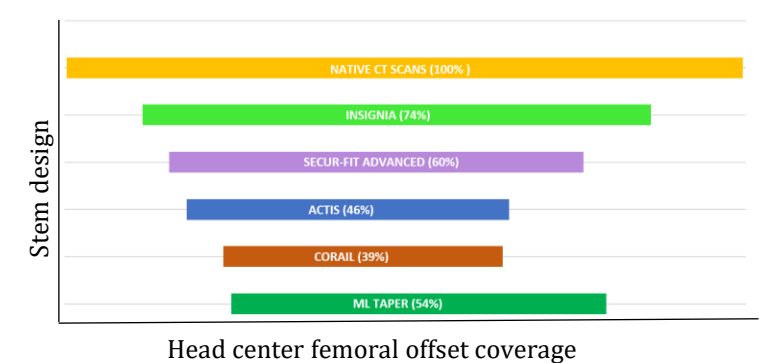 NATIVE CT SCANS (100% )
INSIGNIA (74%)
SECUR-FIT ADVANCED (60%)
ACTIS (46%)
CORAIL (39%)
ML TAPER (54%)
Stem design
Head center femoral offset coverage